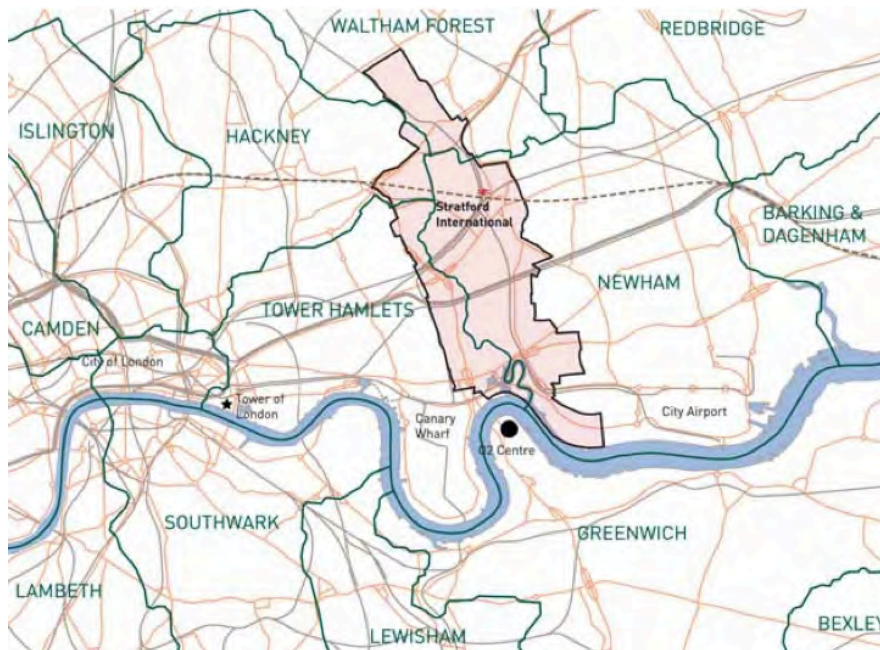 WALTHAM FOREST
REDBRIDGE
ISLINGTON
HACKNEY
Stratford
International
BARKING &
DAGENHAM
NEWHAM
TOWER HAMLETS
CAMDEN
City of London
Tower of
London
Canary
Wharf
City Airport
O2 Centre
SOUTHWARK
GREENWICH
LAMBETH
LEWISHAM
BEXLEY